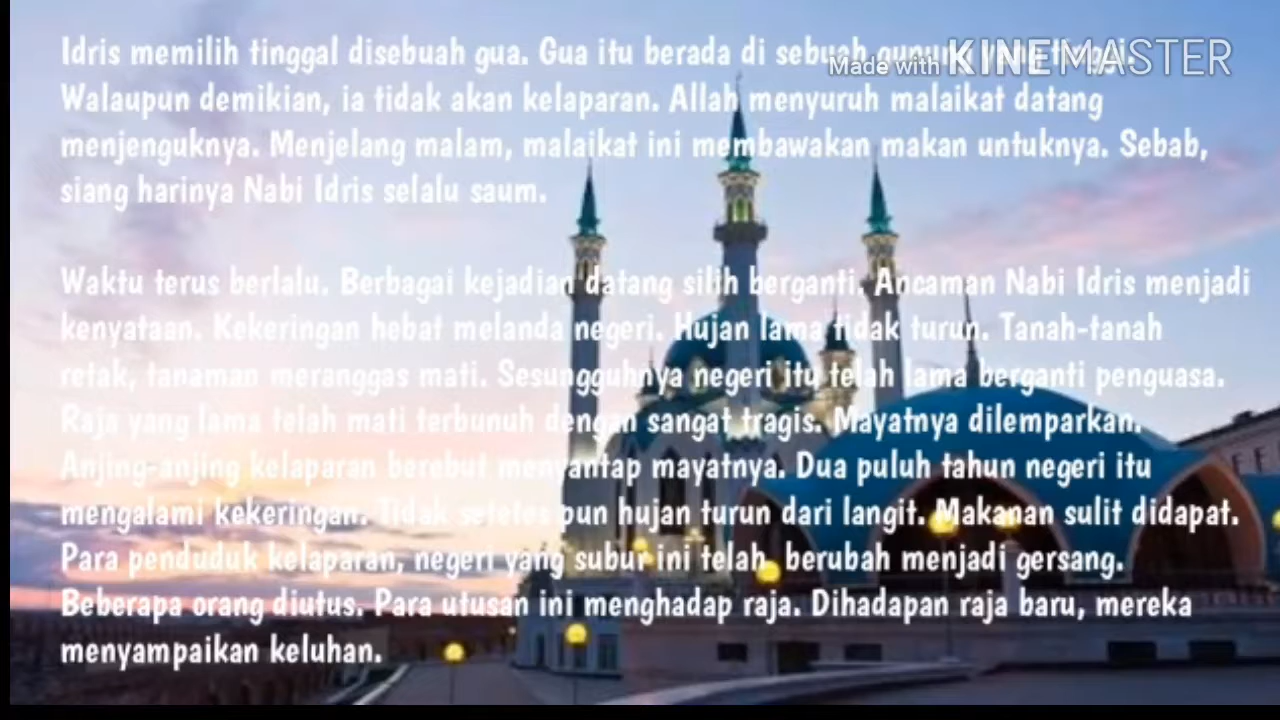 Idris memilih tinggal disebuah gua. Gua itu berada di sebuah gunung yang tinggi.
Made with KINEMASTER
Walaupun demikian, ia tidak akan kelaparan. Allah menyuruh malaikat datang
menjenguknya. Menjelang malam, malaikat ini membawakan makan untuknya. Sebab,
siang harinya Nabi Idris selalu saum.
Waktu terus berlalu. Berbagai kejadian datang silih berganti. Ancaman Nabi Idris menjadi
kenyataan. Kekeringan hebat melanda negeri. Hujan lama tidak turun. Tanah-tanah
retak, tanaman meranggas mati. Sesungguhnya negeri itu telah lama berganti penguasa.
Raja yang lama telah mati terbunuh dengan sangat tragis. Mayatnya dilemparkan.
Anjing-anjing kelaparan berebut menyantap mayatnya. Dua puluh tahun negeri itu
mengalami kekeringan. Tidak setetes pun hujan turun dari langit. Makanan sulit didapat.
Para penduduk kelaparan, negeri yang subur ini telah berubah menjadi gersang.
Beberapa orang diutus. Para utusan ini menghadap raja. Dihadapan raja baru, mereka
menyampaikan keluhan.